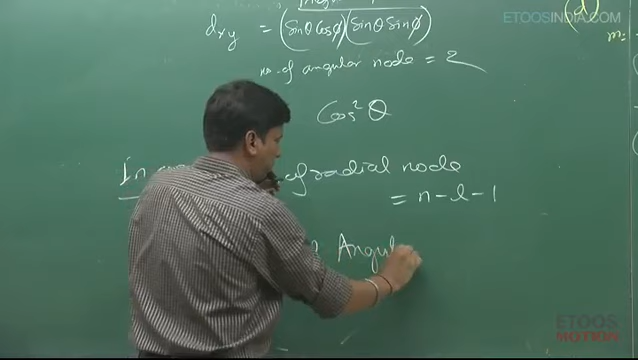 ETOOSINDIA.COM
(d)
m=
dxy = (Sinθ Cosϕ)(Sinθ Sinϕ)
no. of angular node = 2
Cos²θ
In of radial node
= n-l-1
Angul
ETOOS
MOTION